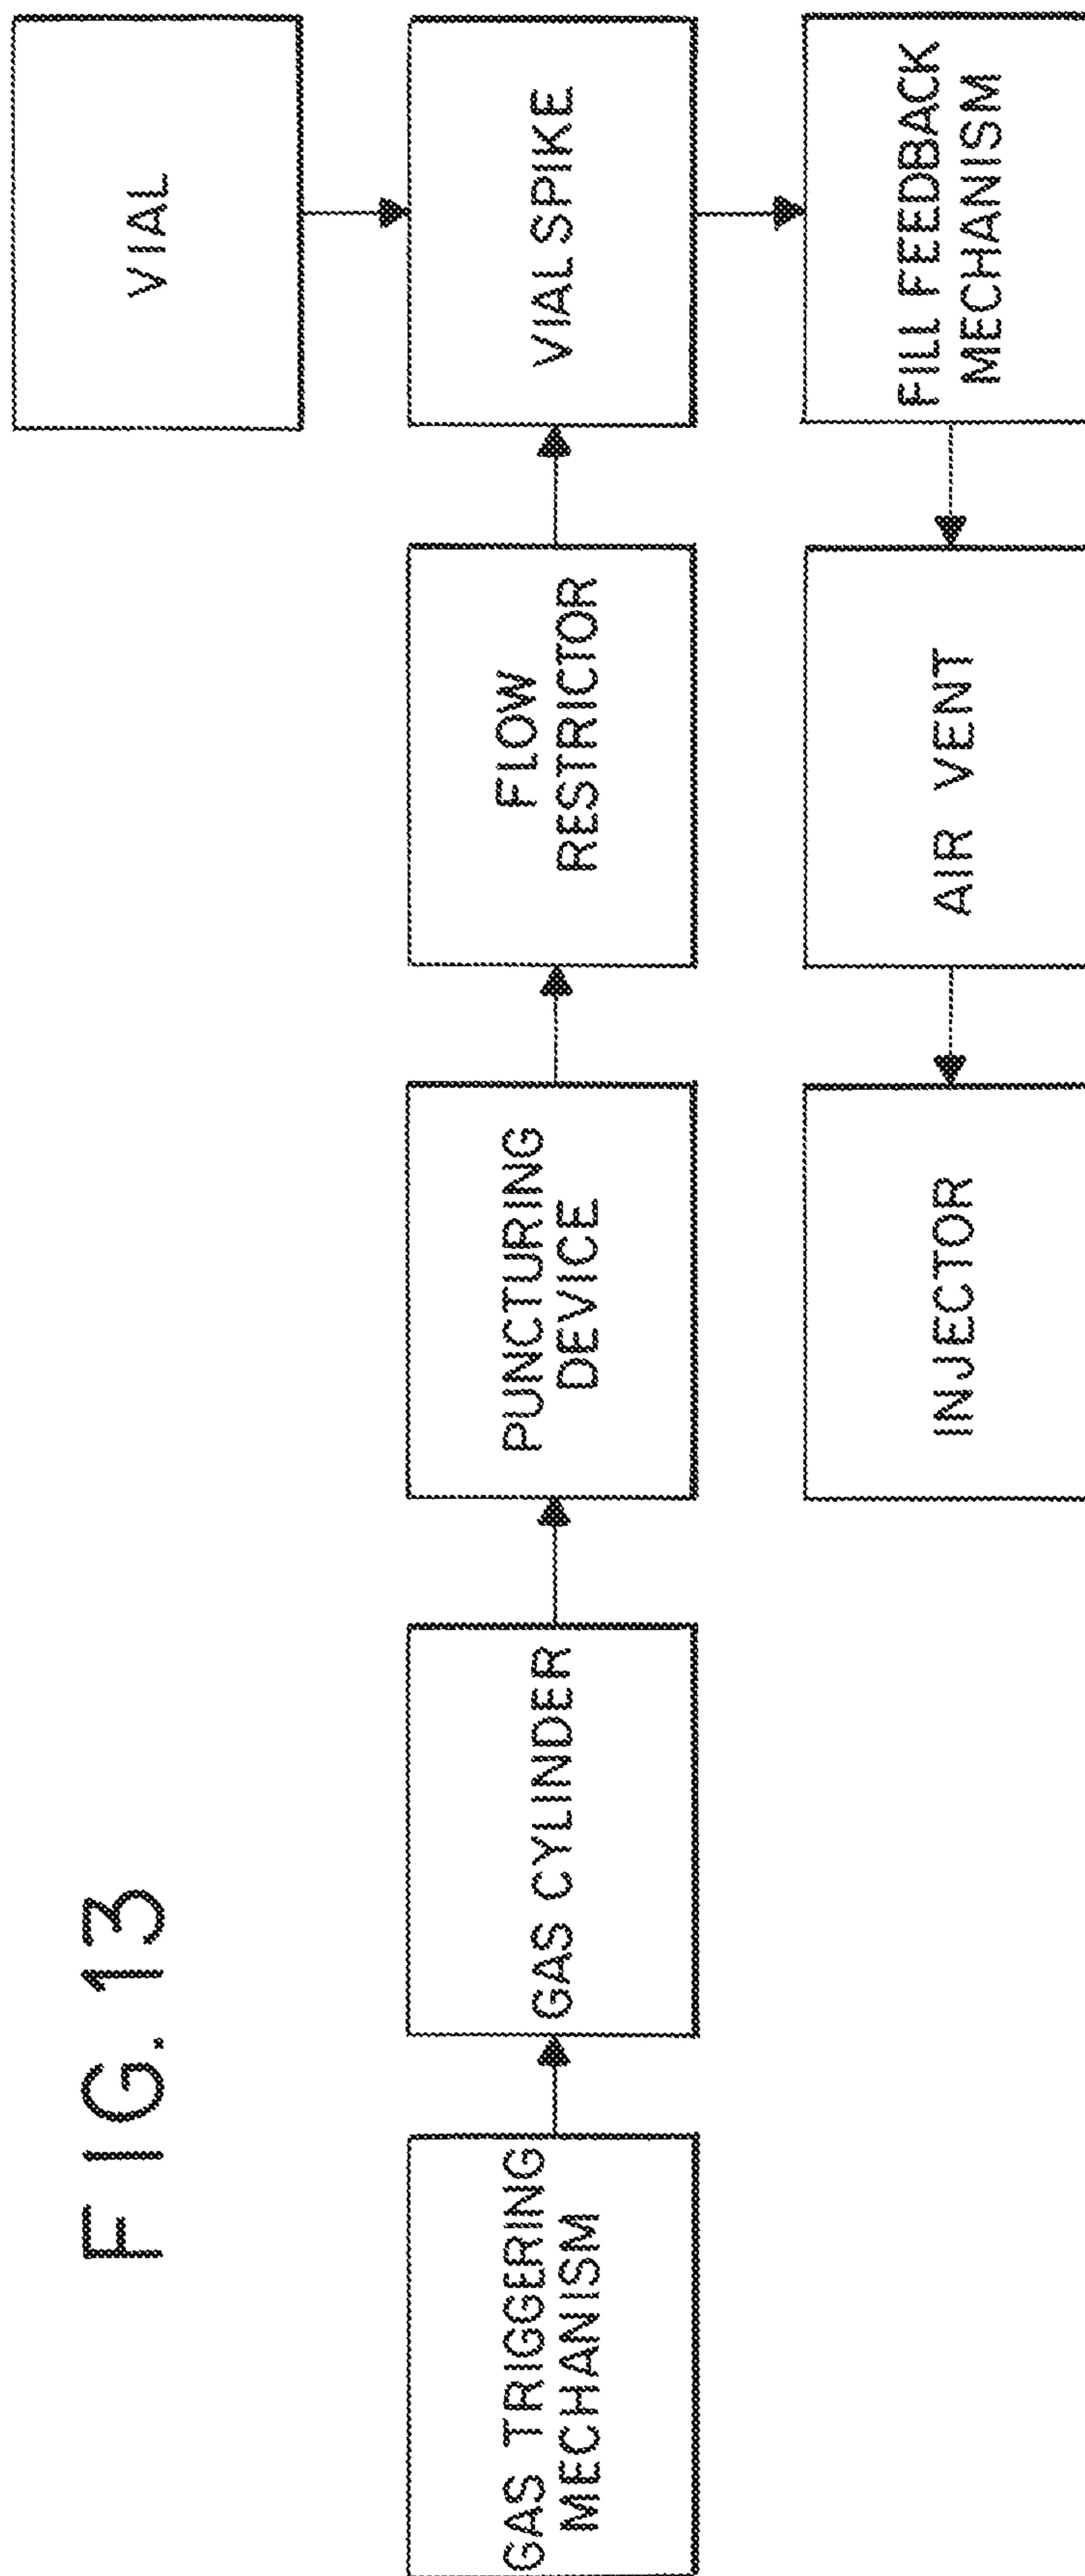 FIG. 13
VIAL
GAS TRIGGERING
MECHANISM
GAS CYLINDER
PUNCTURING
DEVICE
FLOW
RESTRICTOR
VIAL SPIKE
INJECTOR
AIR VENT
FILL FEEDBACK
MECHANISM